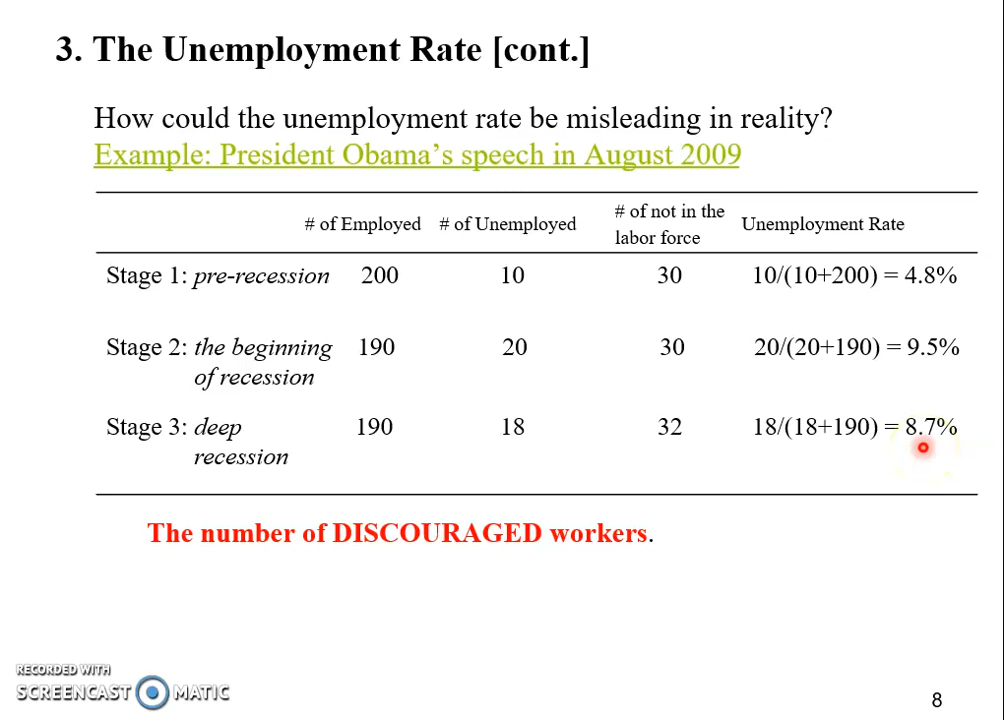 3. The Unemployment Rate [cont.]
How could the unemployment rate be misleading in reality?
Example: President Obama’s speech in August 2009
# of Employed # of Unemployed # of not in the labor force Unemployment Rate
Stage 1: pre-recession 200 10 30 10/(10+200) = 4.8%
Stage 2: the beginning 190 20 30 20/(20+190) = 9.5%
of recession
Stage 3: deep 190 18 32 18/(18+190) = 8.7%
recession
The number of DISCOURAGED workers.
RECORDED WITH
SCREENCAST MATIC
8